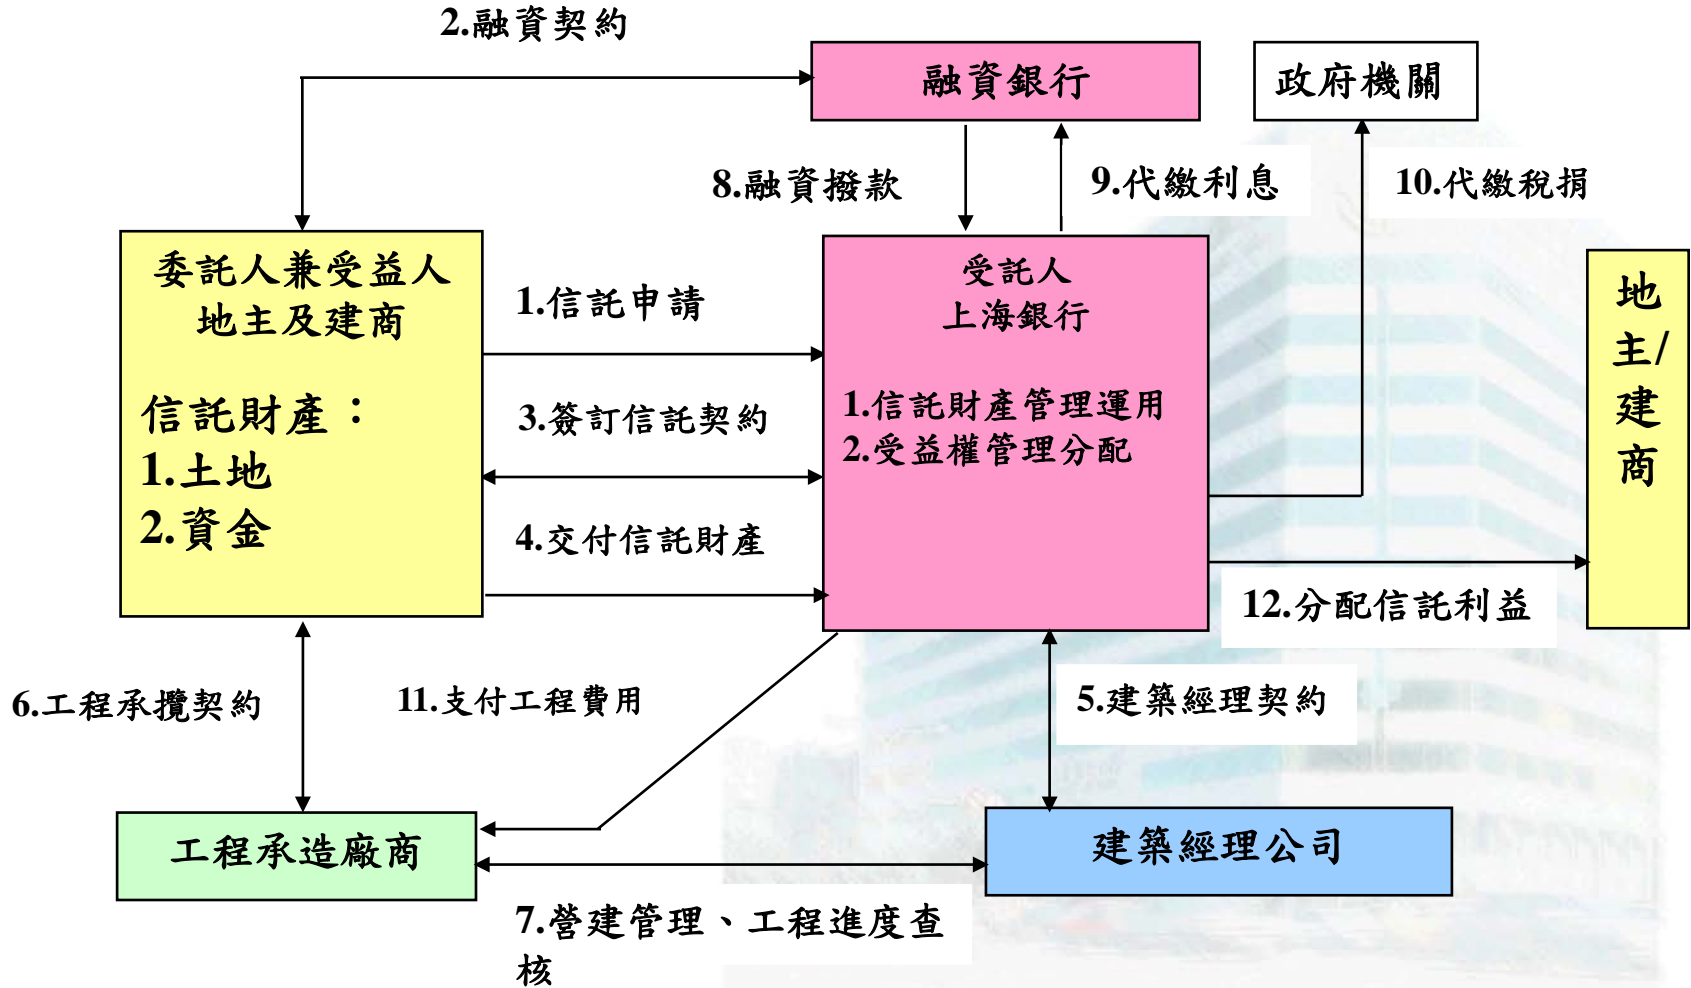 2.融資契約
融資銀行
政府機關
8.融資撥款
9.代繳利息
10.代繳稅捐
委託人兼受益人
地主及建商
信託財產：
1.土地
2.資金
1.信託申請
3.簽訂信託契約
4.交付信託財產
受託人
上海銀行
1.信託財產管理運用
2.受益權管理分配
地
主/
建
商
12.分配信託利益
6.工程承攬契約
11.支付工程費用
5.建築經理契約
工程承造廠商
建築經理公司
7.營建管理、工程進度查
核